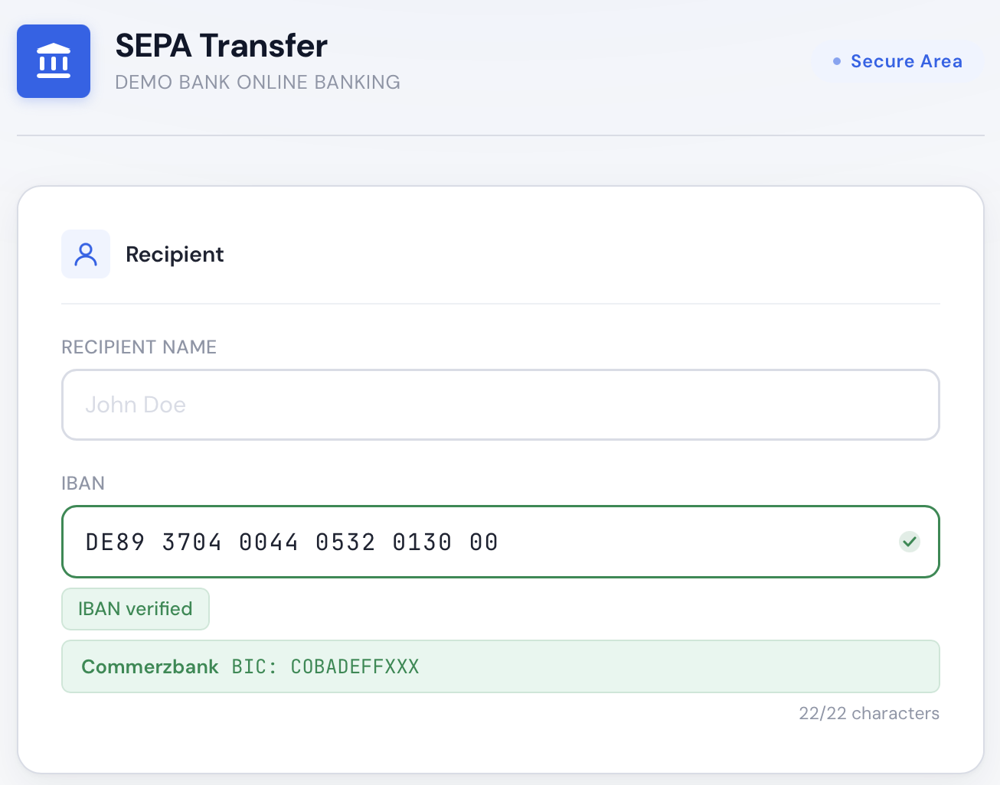 SEPA Transfer
DEMO BANK ONLINE BANKING
Secure Area
Recipient
RECIPIENT NAME
John Doe
IBAN
DE89 3704 0044 0532 0130 00
IBAN verified
Commerzbank BIC: COBADEFFXXX
22/22 characters